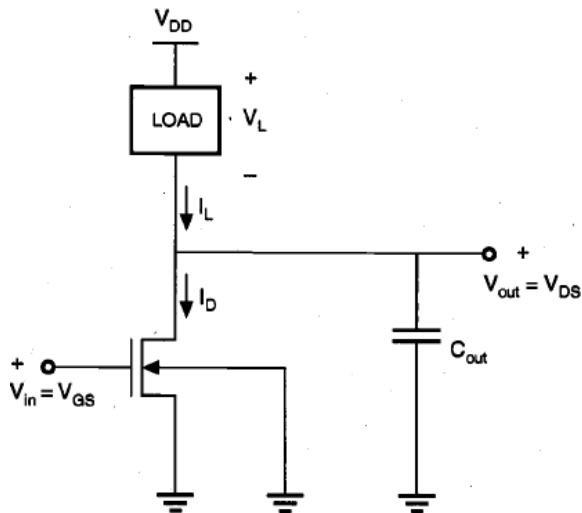 V_DD
+
LOAD
V_L
−
I_L
+
V_out = V_DS
I_D
C_out
+
V_in = V_GS